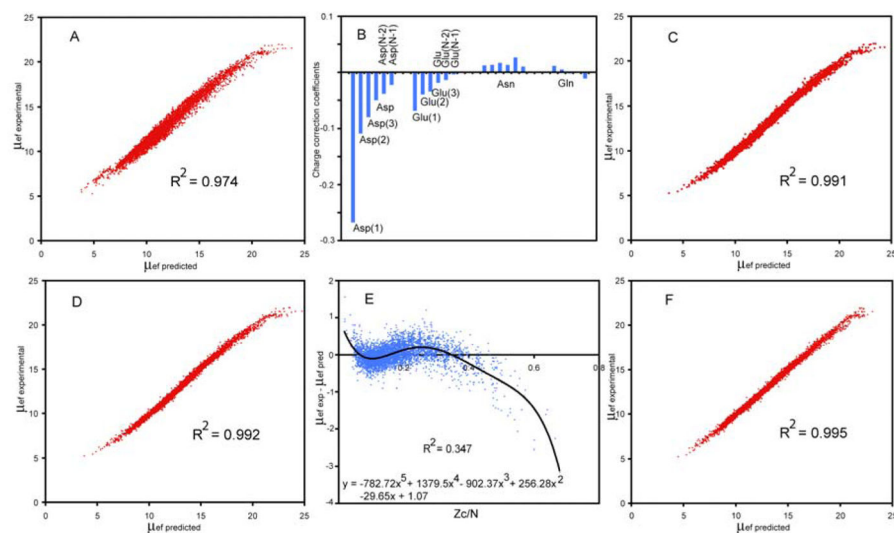 A
25
20
15
10
5
0
μef experimental
R² = 0.974
0 5 10 15 20 25
μef predicted
B
0.1
0
-0.1
-0.2
-0.3
Charge correction coefficients
Asp(N-2)
Asp(N-1)
Glu
Glu(N-2)
Glu(N-1)
Asp
Asp(3)
Asp(2)
Asp(1)
Glu(3)
Glu(2)
Glu(1)
Asn
Gln
C
25
20
15
10
5
0
μef experimental
R² = 0.991
0 5 10 15 20 25
μef predicted
D
25
20
15
10
5
0
μef experimental
R² = 0.992
0 5 10 15 20 25
μef predicted
E
2
1
0
-1
-2
-3
-4
μef exp - μef pred
0.2 0.4 0.6 0.8
R² = 0.347
y = -782.72x⁵ + 1379.5x⁴ - 902.37x³ + 256.28x²
-29.65x + 1.07
Zc/N
F
25
20
15
10
5
0
μef experimental
R² = 0.995
0 5 10 15 20 25
μef predicted